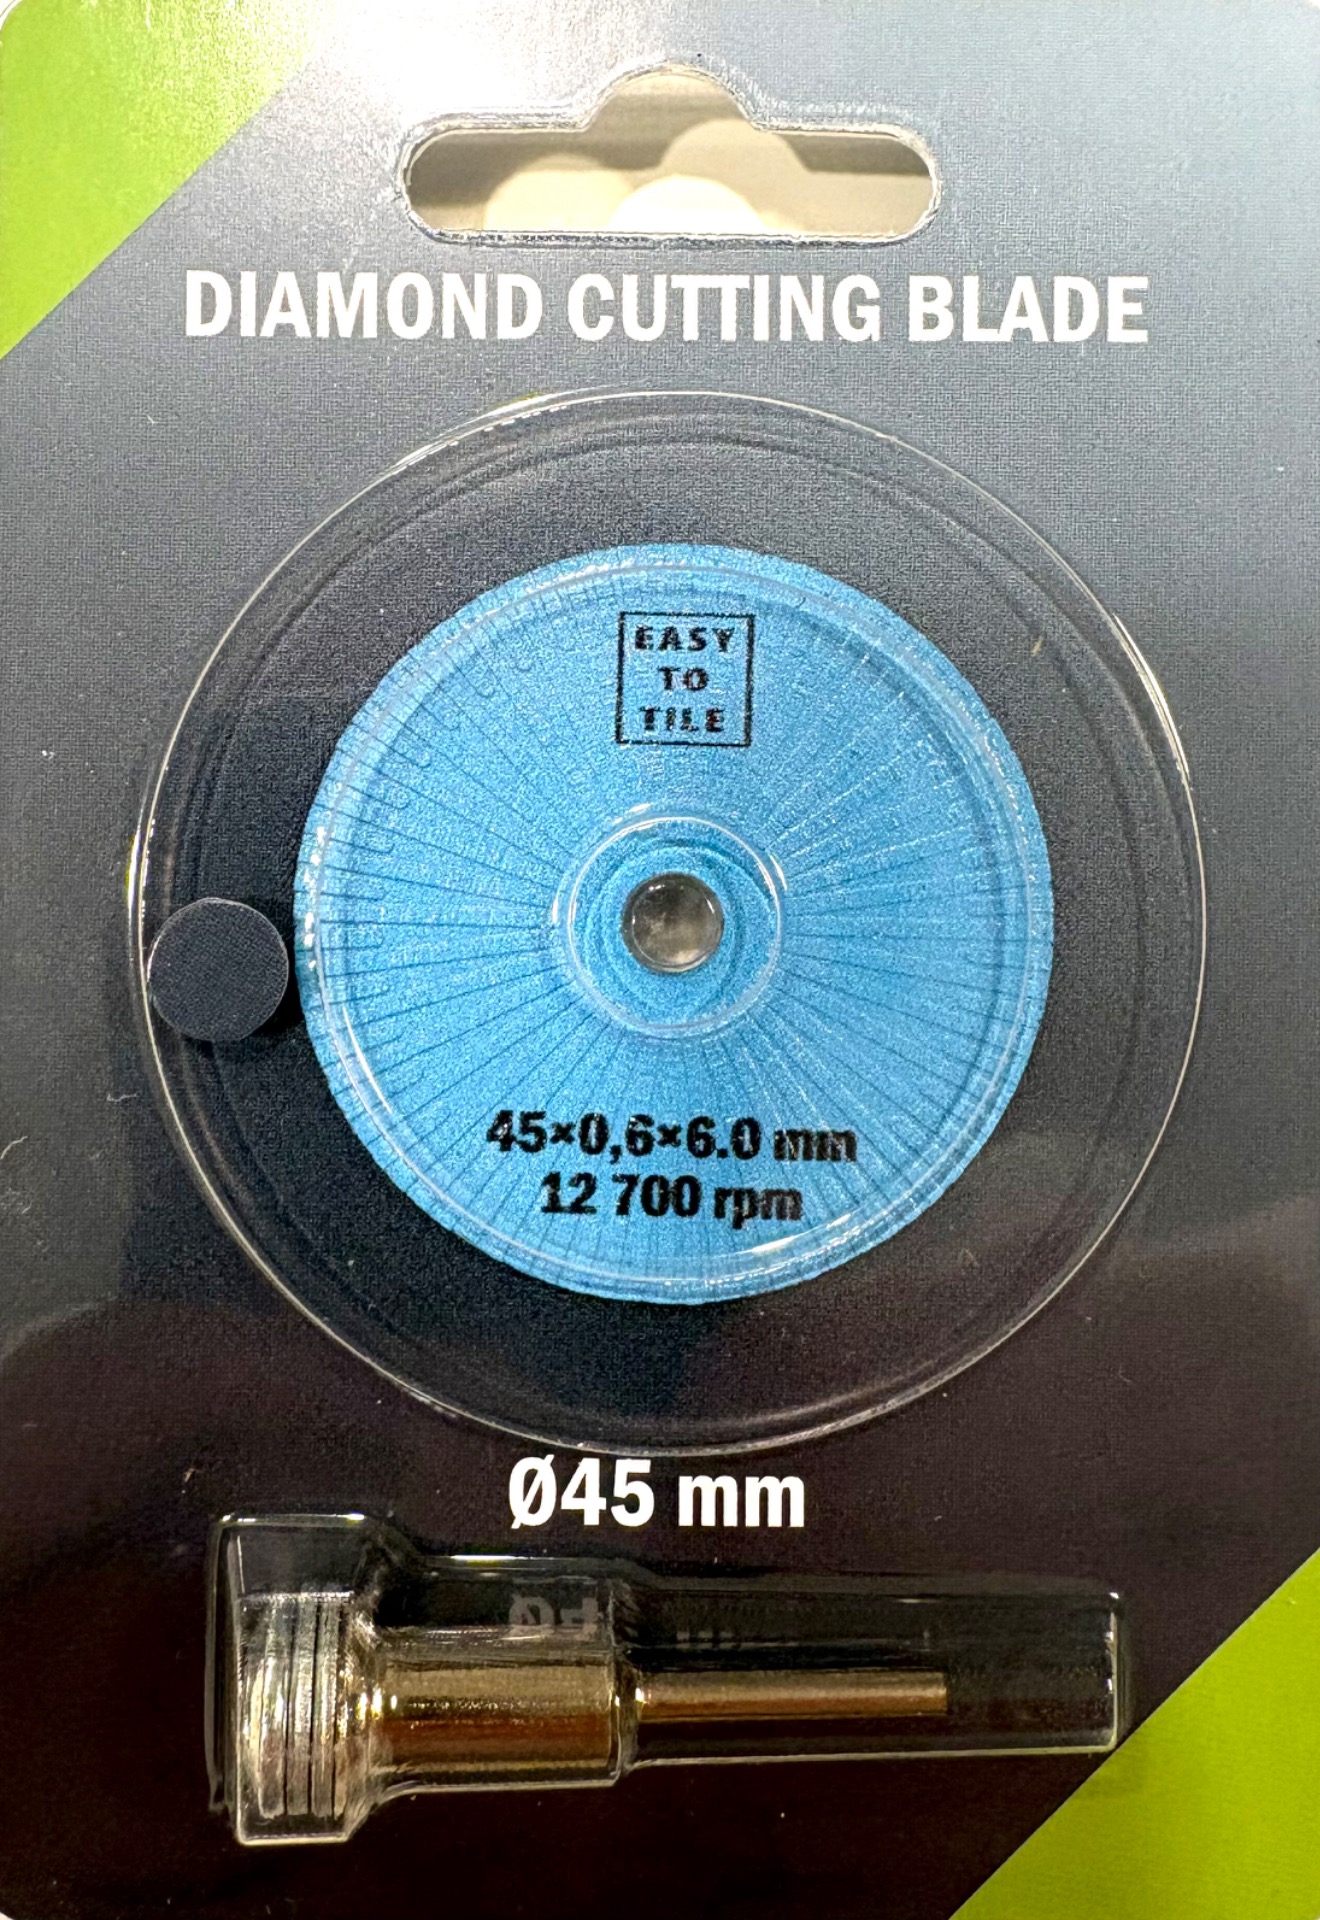 DIAMOND CUTTING BLADE
EASY
TO
TILE
45×0,6×6.0 mm
12 700 rpm
Ø45 mm